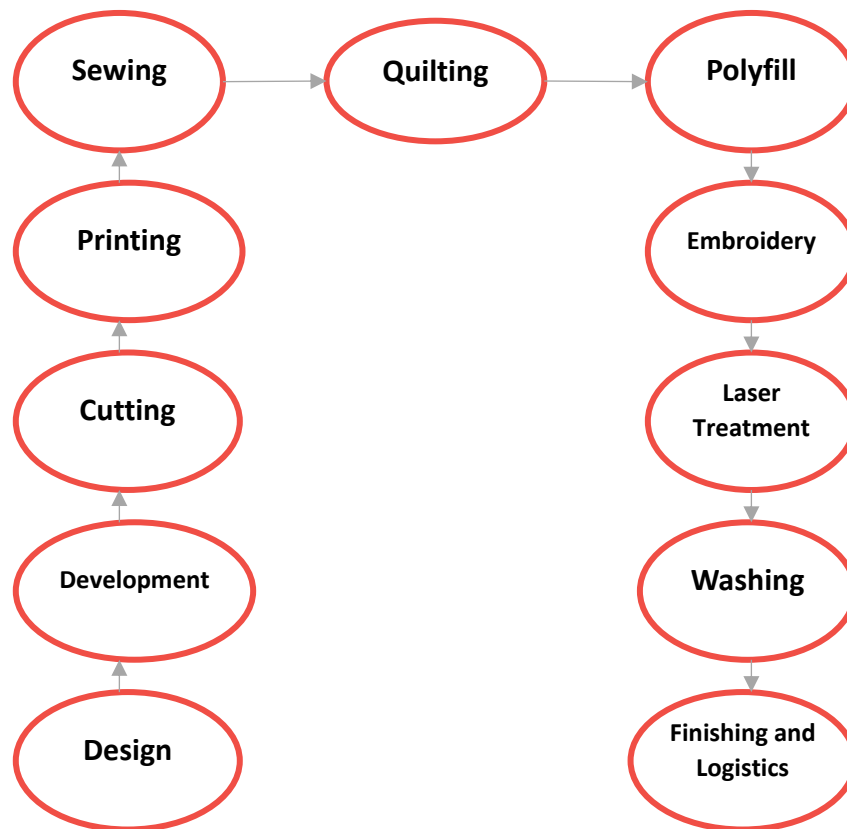 Sewing
Quilting
Polyfill
Printing
Embroidery
Cutting
Laser
Treatment
Development
Washing
Design
Finishing and
Logistics